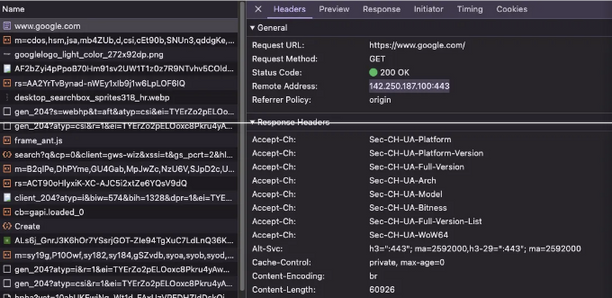 Name
www.google.com
m=cdos,hsm,jsa,mb4ZUb,d,csi,cEt90b,SNUn3,qddgKe,...
googlelogo_light_color_272x92dp.png
rs=AA2YrTvBynad-nWEy1xIb9j1w6LpLOF6IQ
desktop_searchbox_sprites318_hr.webp
gen_204?s=webhp&t=aft&atyp=csi&ei=TYErZo2pELOo...
gen_204?atyp=csi&r=1&ei=TYErZo2pELOoxc8Pkru4yA...
frame_ant.js
search?q&cp=0&client=gws-wiz&xssi=t&gs_pcrt=2&hl...
m=B2qlPe,DhPYme,GU4Gab,MpJwZc,NzU6V,SJpD2c,U...
rs=ACT90oHlyxiK-XC-AJC5i2xtZe6YQsV9dQ
client_204?atyp=i&biw=574&bih=1328&dpr=1&ei=TYE...
cb=gapi.loaded_0
Create
ALs6j_GnrJ3K6hOr7YSsrjGOT-ZIe94TgXuC7LdLnQ36K...
m=sy19g,P10Owf,sy182,sy184,gSZvdb,syoa,syob,syod,...
gen_204?atyp=i&r=1&ei=TYErZo2pELOoxc8Pkru4yAw...
gen_204?atyp=csi&r=1&ei=TYErZo2pELOoxc8Pkru4yA...
Headers Preview Response Initiator Timing Cookies
General
Request URL: https://www.google.com/
Request Method: GET
Status Code: 200 OK
Remote Address: 142.250.187.100:443
Referrer Policy: origin
Response Headers
Accept-Ch: Sec-CH-UA-Platform
Accept-Ch: Sec-CH-UA-Platform-Version
Accept-Ch: Sec-CH-UA-Full-Version
Accept-Ch: Sec-CH-UA-Arch
Accept-Ch: Sec-CH-UA-Model
Accept-Ch: Sec-CH-UA-Bitness
Accept-Ch: Sec-CH-UA-Full-Version-List
Accept-Ch: Sec-CH-UA-WoW64
Alt-Svc: h3=":443"; ma=2592000,h3-29=":443"; ma=2592000
Cache-Control: private, max-age=0
Content-Encoding: br
Content-Length: 60926